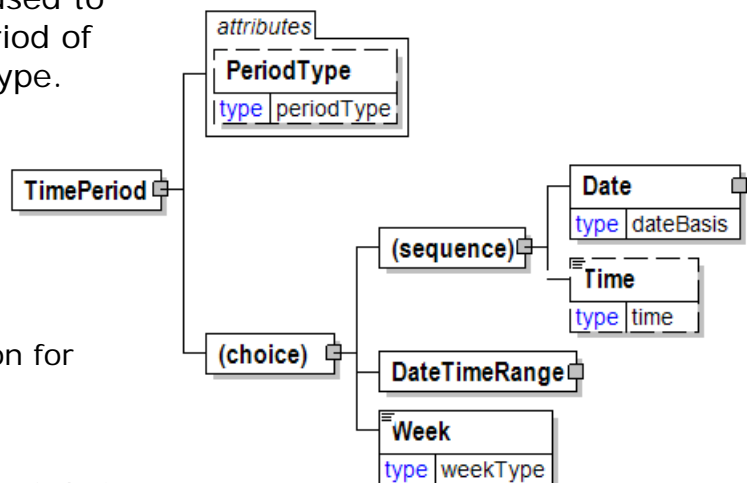 used to
riod of
ype.
attributes
PeriodType
type periodType
TimePeriod
Date
type dateBasis
(sequence)
Time
type time
on for
(choice)
DateTimeRange
Week
type weekType